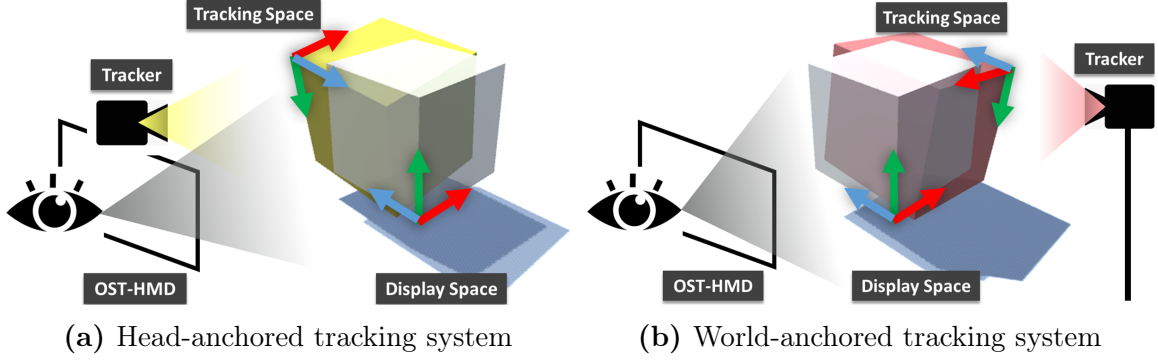 Tracking Space
Tracker
OST-HMD
Display Space
(a) Head-anchored tracking system
Tracking Space
Tracker
OST-HMD
Display Space
(b) World-anchored tracking system